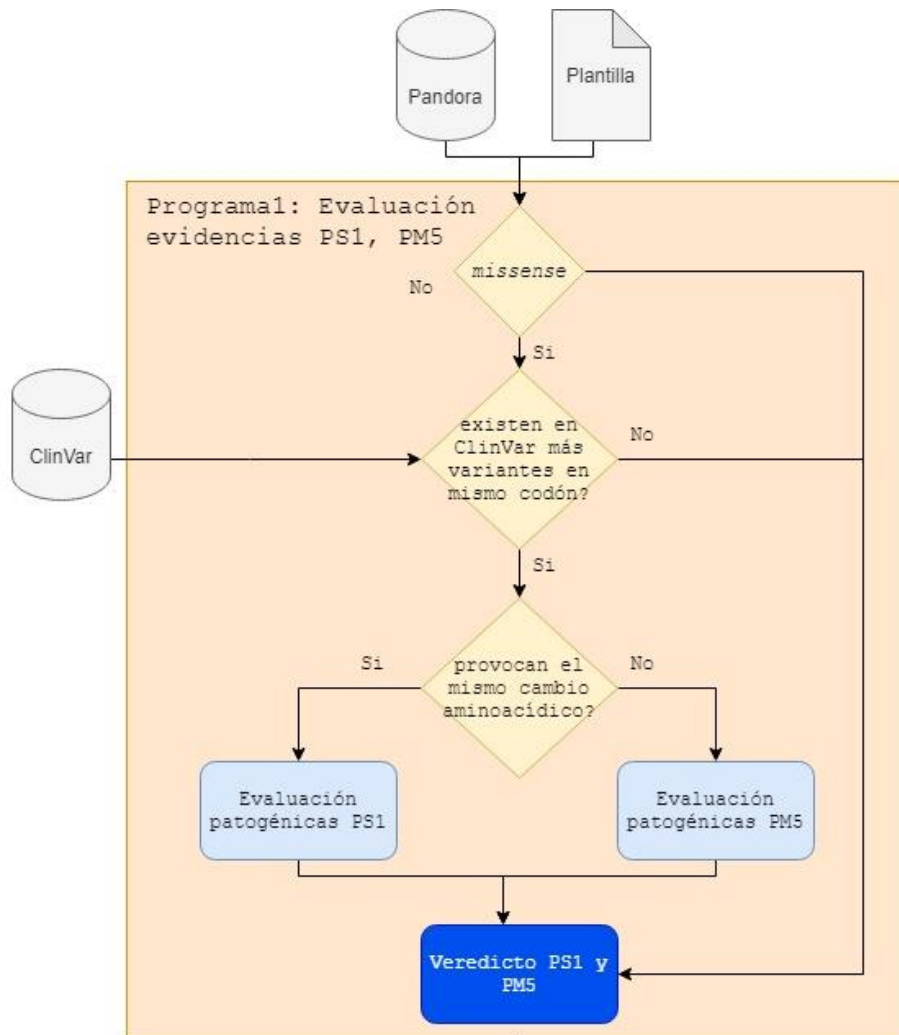 Pandora
Plantilla
Programa1: Evaluación
evidencias PS1, PM5
missense
No
Si
ClinVar
existen en
ClinVar más
variantes en
mismo codón?
No
Si
Si
provocan el
mismo cambio
aminoacídico?
No
Evaluación
patogénicas PS1
Evaluación
patogénicas PM5
Veredicto PS1 y
PM5